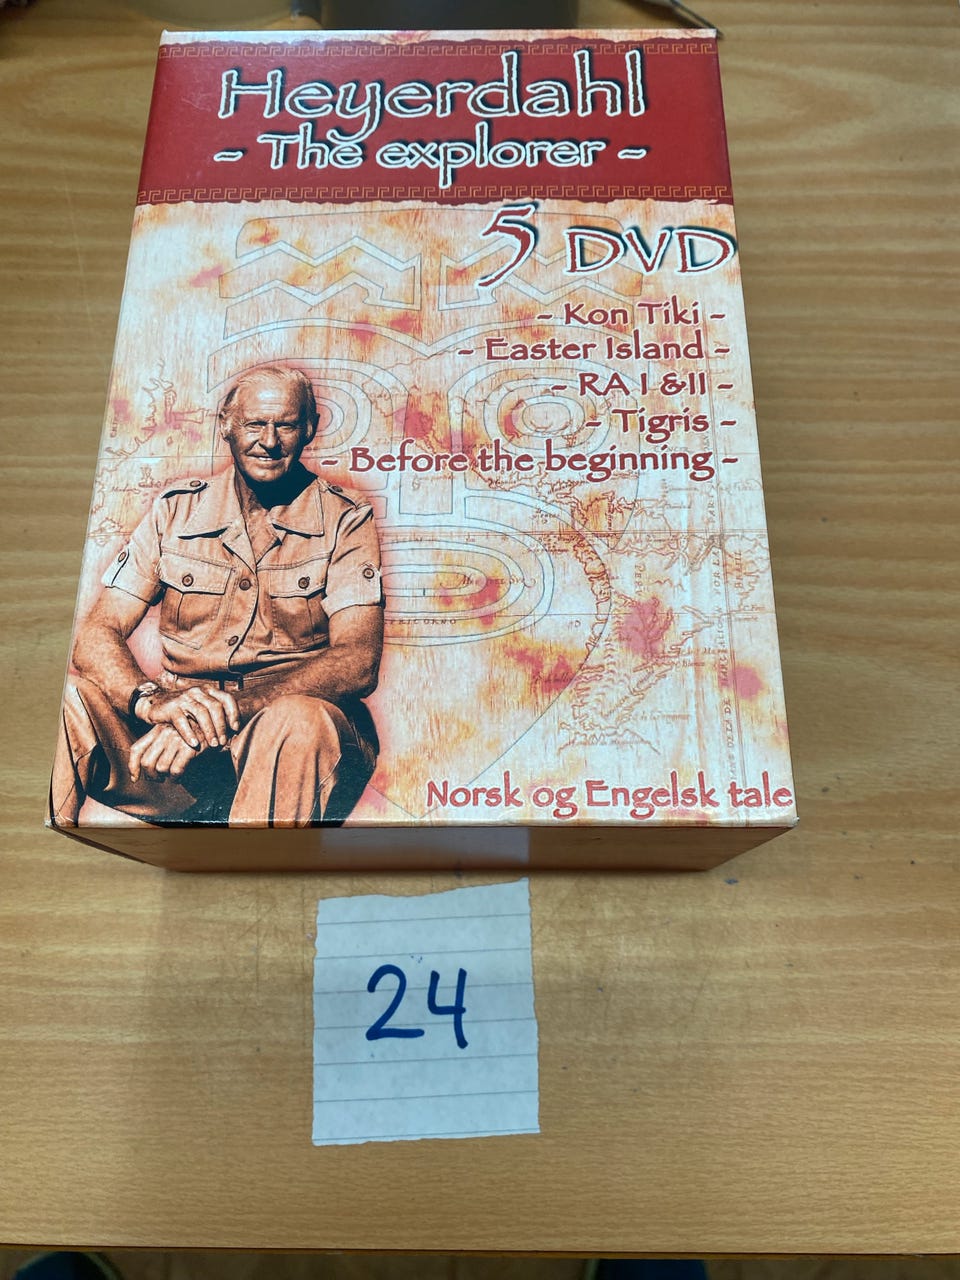 Heyerdahl
~ The explorer ~
5 DVD
~ Kon Tiki ~
~ Easter Island ~
~ RA I & II ~
~ Tigris ~
~ Before the beginning ~
Norsk og Engelsk tale
24